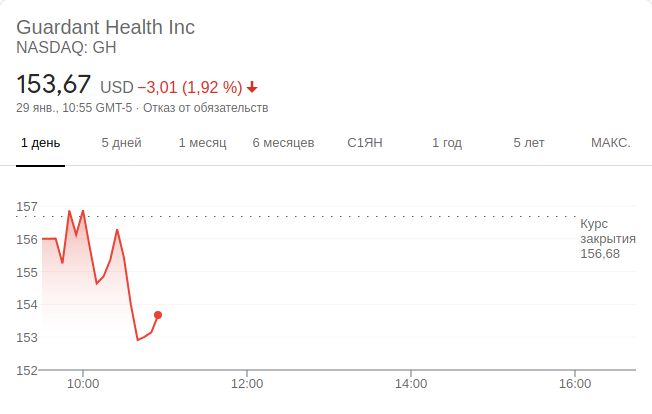 Guardant Health Inc
NASDAQ: GH
153,67 USD −3,01 (1,92 %)
29 янв., 10:55 GMT-5 · Отказ от обязательств
1 день 5 дней 1 месяц 6 месяцев С1ЯН 1 год 5 лет МАКС.
157
Курс
156
закрытия
156,68
155
154
153
152
10:00 12:00 14:00 16:00